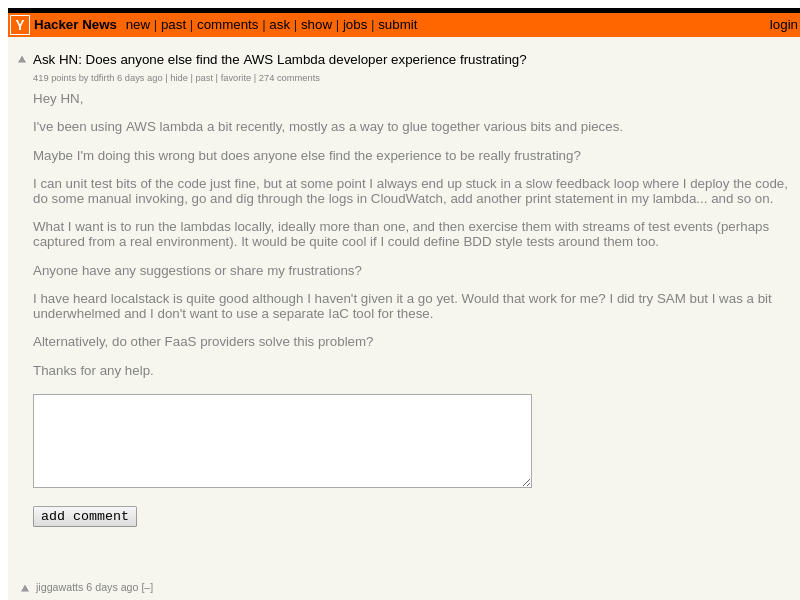 Y Hacker News new | past | comments | ask | show | jobs | submit login
Ask HN: Does anyone else find the AWS Lambda developer experience frustrating?
419 points by tdfirth 6 days ago | hide | past | favorite | 274 comments
Hey HN,
I've been using AWS lambda a bit recently, mostly as a way to glue together various bits and pieces.
Maybe I'm doing this wrong but does anyone else find the experience to be really frustrating?
I can unit test bits of the code just fine, but at some point I always end up stuck in a slow feedback loop where I deploy the code,
do some manual invoking, go and dig through the logs in CloudWatch, add another print statement in my lambda... and so on.
What I want is to run the lambdas locally, ideally more than one, and then exercise them with streams of test events (perhaps
captured from a real environment). It would be quite cool if I could define BDD style tests around them too.
Anyone have any suggestions or share my frustrations?
I have heard localstack is quite good although I haven't given it a go yet. Would that work for me? I did try SAM but I was a bit
underwhelmed and I don't want to use a separate IaC tool for these.
Alternatively, do other FaaS providers solve this problem?
Thanks for any help.
add comment
jiggawatts 6 days ago [–]